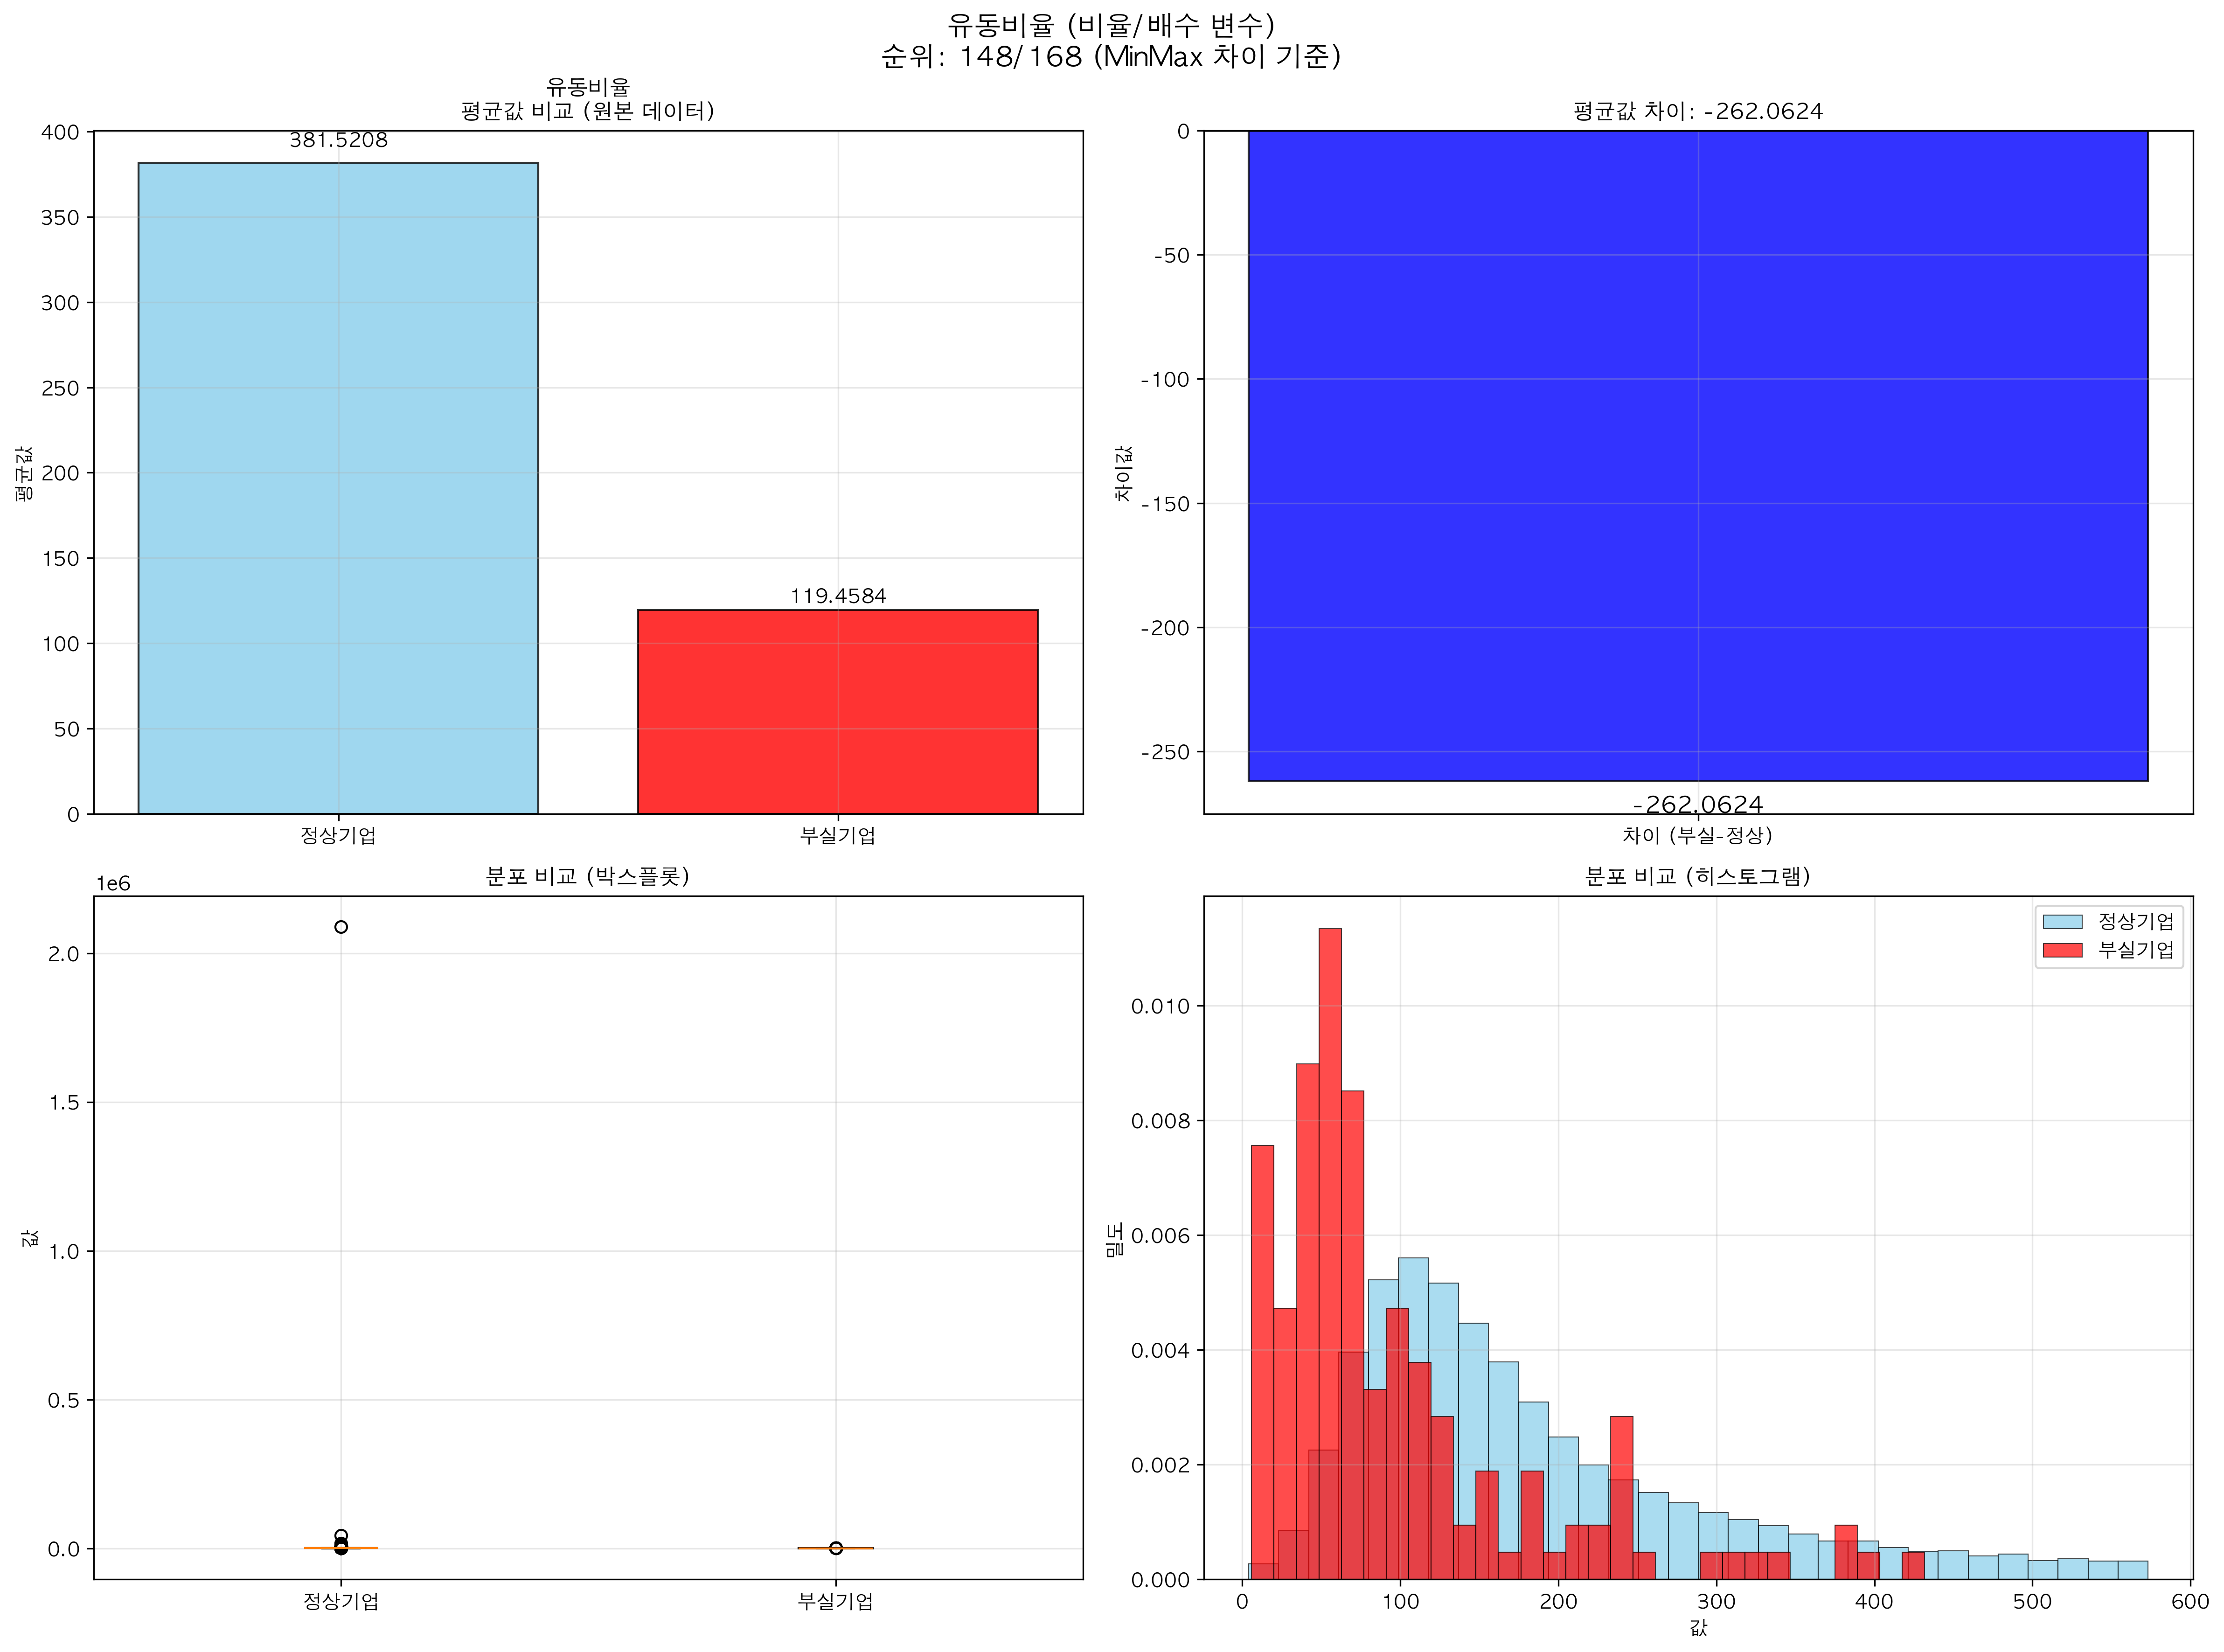 유동비율 (비율/배수 변수)
순위: 148/168 (MinMax 차이 기준)
유동비율
평균값 비교 (원본 데이터)
400
350
300
250
200
150
100
50
0
평균값
381.5208
119.4584
정상기업
부실기업
평균값 차이: -262.0624
0
-50
-100
-150
-200
-250
차이값
-262.0624
차이 (부실-정상)
분포 비교 (박스플롯)
1e6
2.0
1.5
1.0
0.5
0.0
값
정상기업
부실기업
분포 비교 (히스토그램)
정상기업
부실기업
0.010
0.008
0.006
0.004
0.002
0.000
밀도
0
100
200
300
400
500
600
값